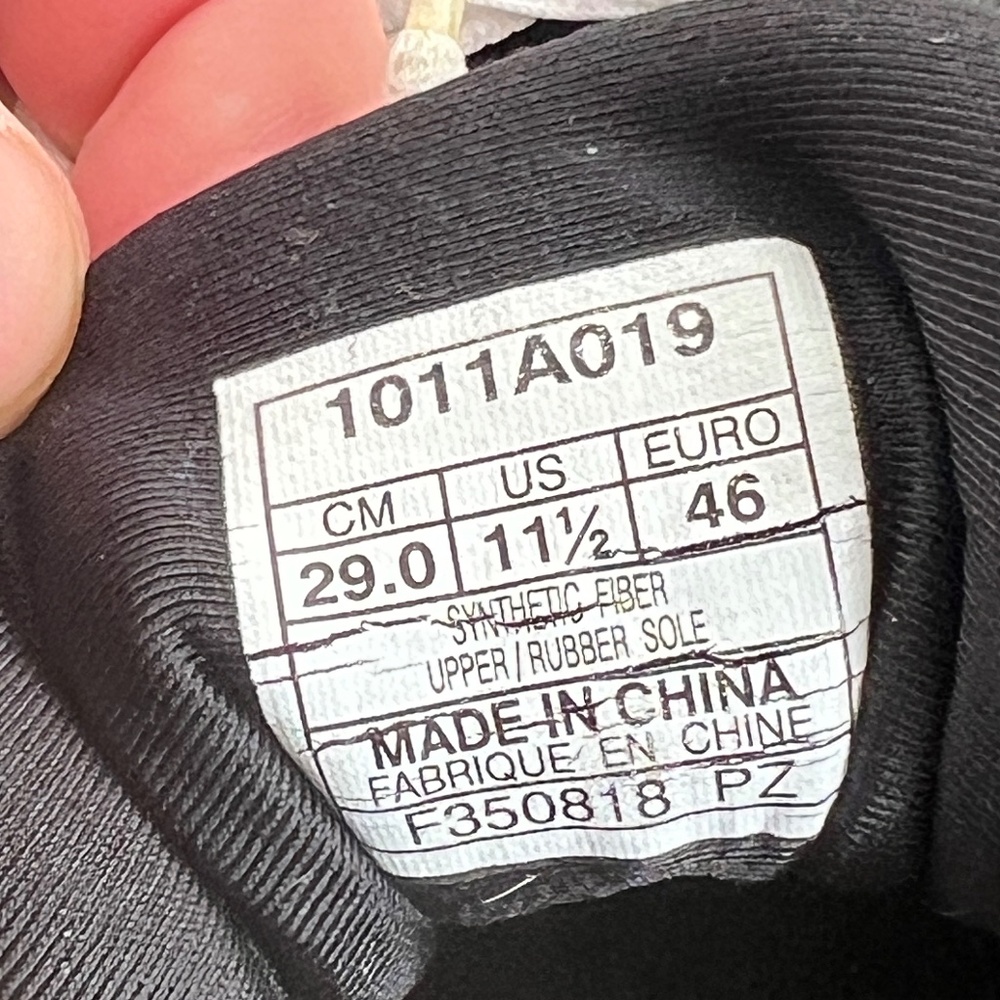 1011A019
CM US EURO
29.0 11½ 46
SYNTHETIC FIBER
UPPER/RUBBER SOLE
MADE IN CHINA
FABRIQUE EN CHINE
F350818 PZ